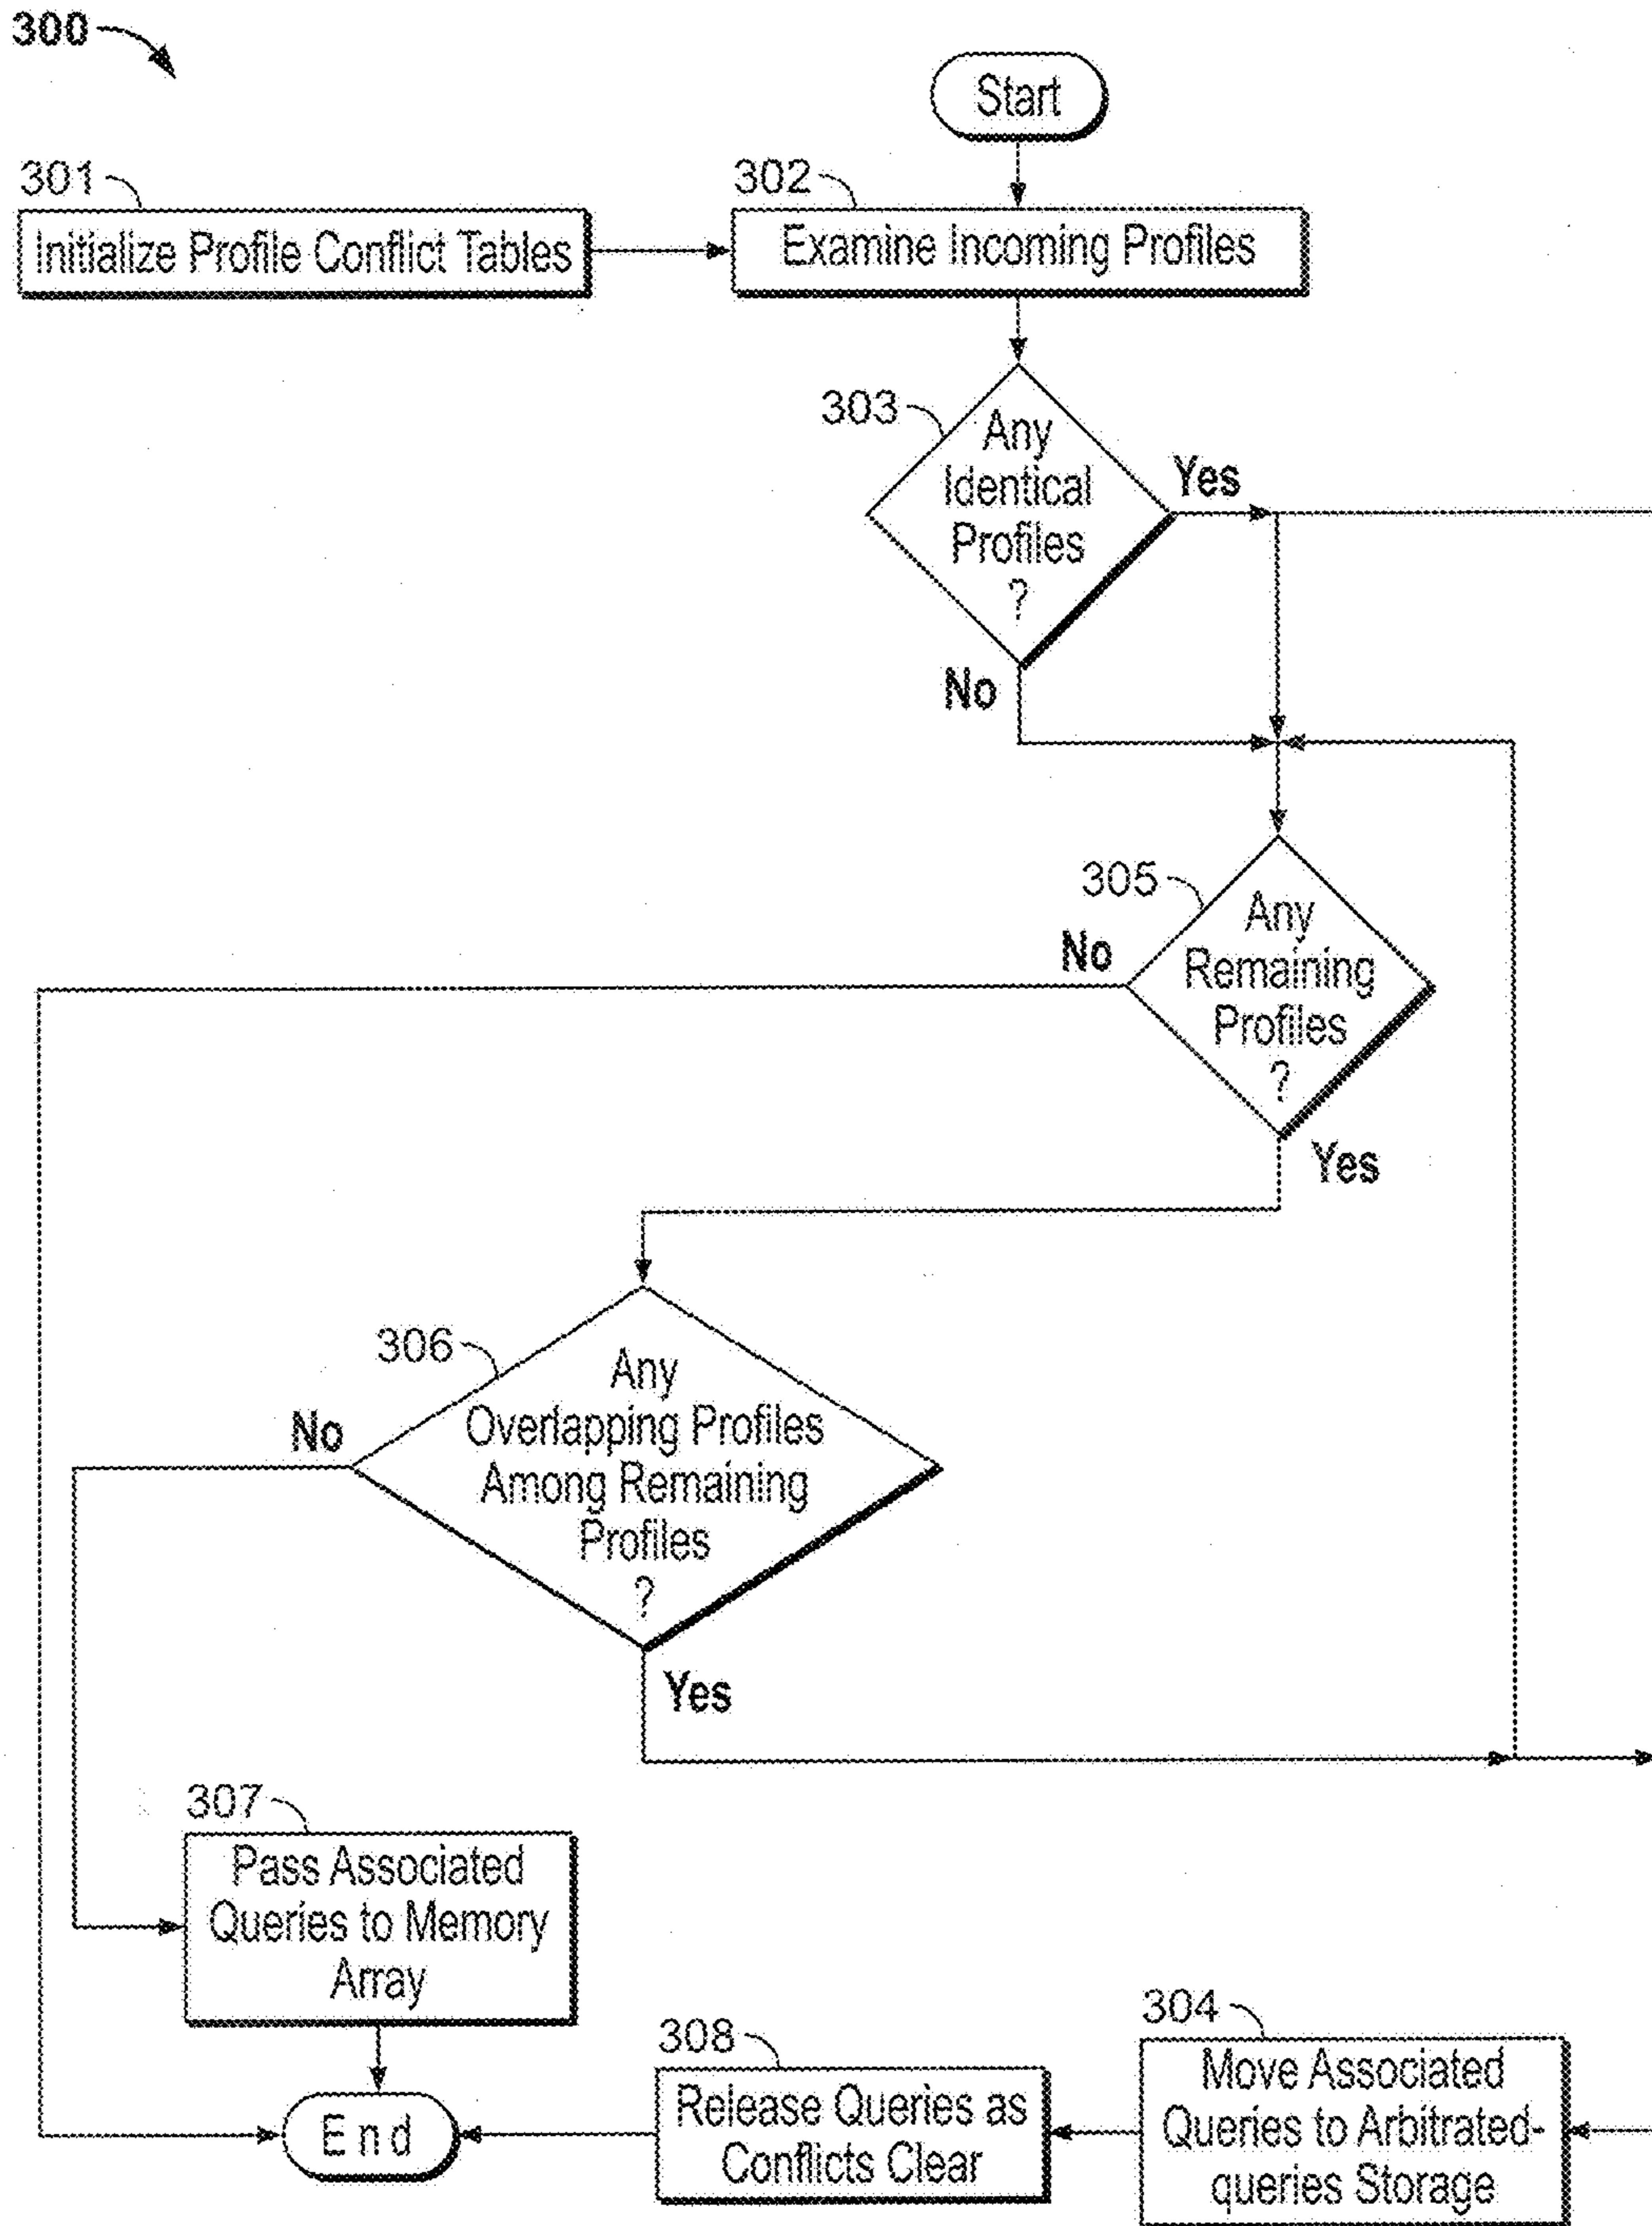 300
Start
301
302
Initialize Profile Conflict Tables
Examine Incoming Profiles
303
Any
Identical
Profiles
?
Yes
No
305
Any
Remaining
Profiles
?
No
Yes
306
Any
Overlapping Profiles
Among Remaining
Profiles
?
No
Yes
307
Pass Associated
Queries to Memory
Array
308
304
Release Queries as
Conflicts Clear
Move Associated
Queries to Arbitrated-
queries Storage
End